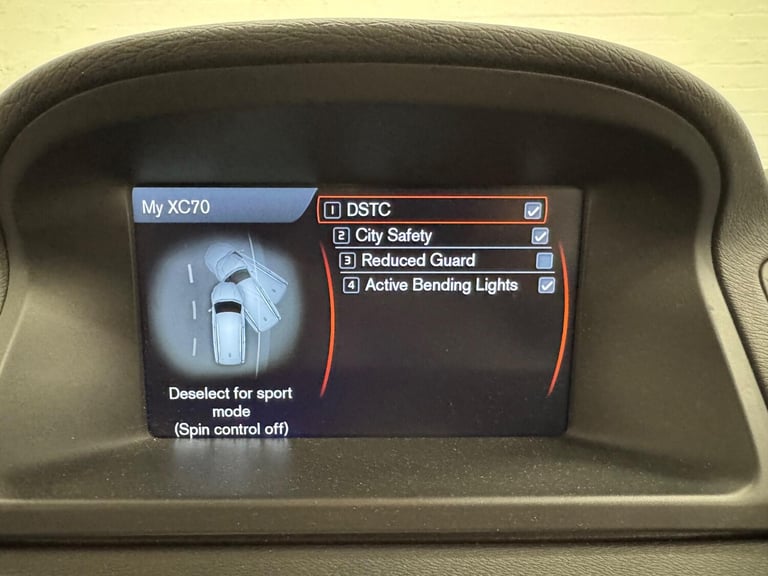 My XC70
1 DSTC
2 City Safety
3 Reduced Guard
4 Active Bending Lights
Deselect for sport
mode
(Spin control off)